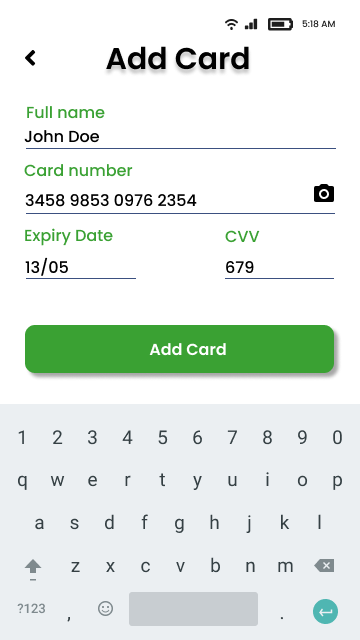 5:18 AM
Add Card
Full name
John Doe
Card number
3458 9853 0976 2354
Expiry Date CVV
13/05 679
Add Card
1 2 3 4 5 6 7 8 9 0
q w e r t y u i o p
a s d f g h j k l
z x c v b n m
?123 , .